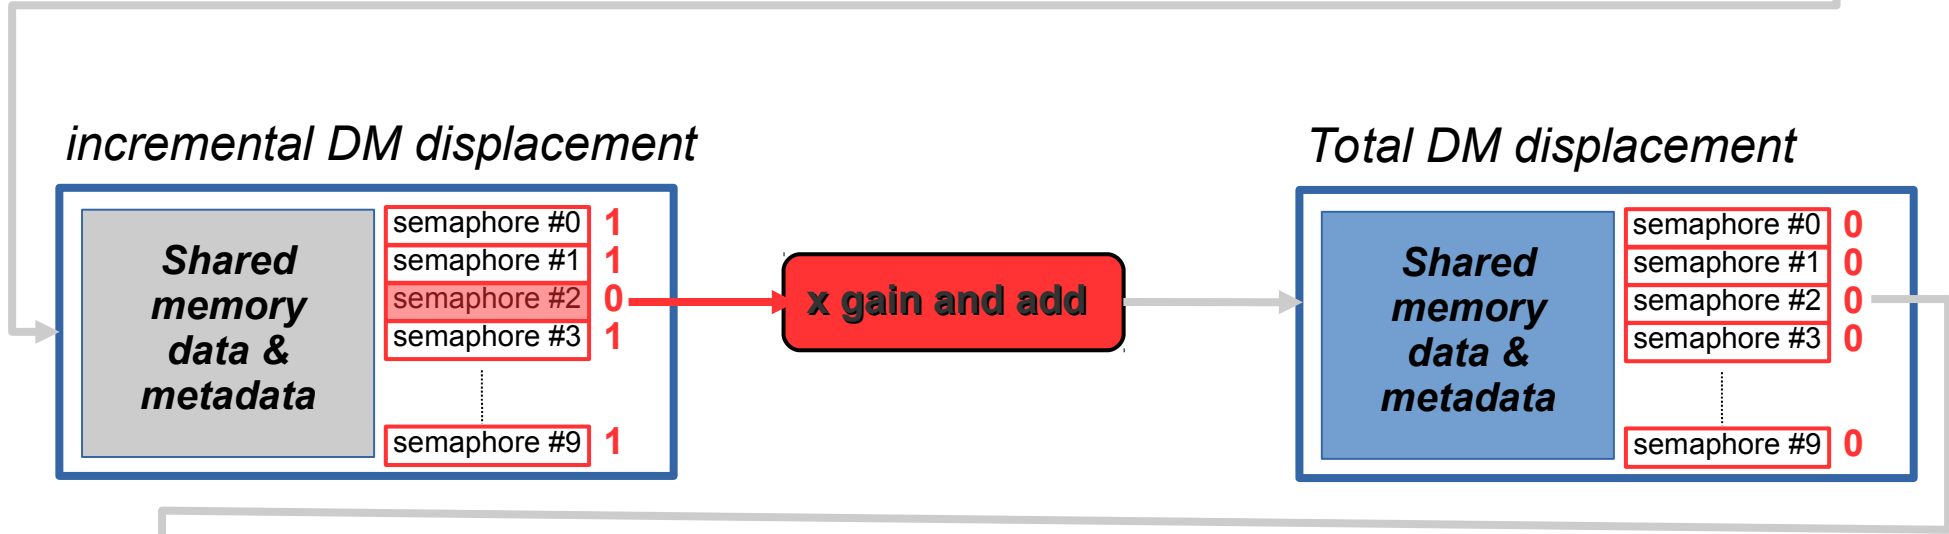 incremental DM displacement
Shared
memory
data &
metadata
semaphore #0 1
semaphore #1 1
semaphore #2 0
semaphore #3 1
semaphore #9 1
x gain and add
Total DM displacement
Shared
memory
data &
metadata
semaphore #0 0
semaphore #1 0
semaphore #2 0
semaphore #3 0
semaphore #9 0